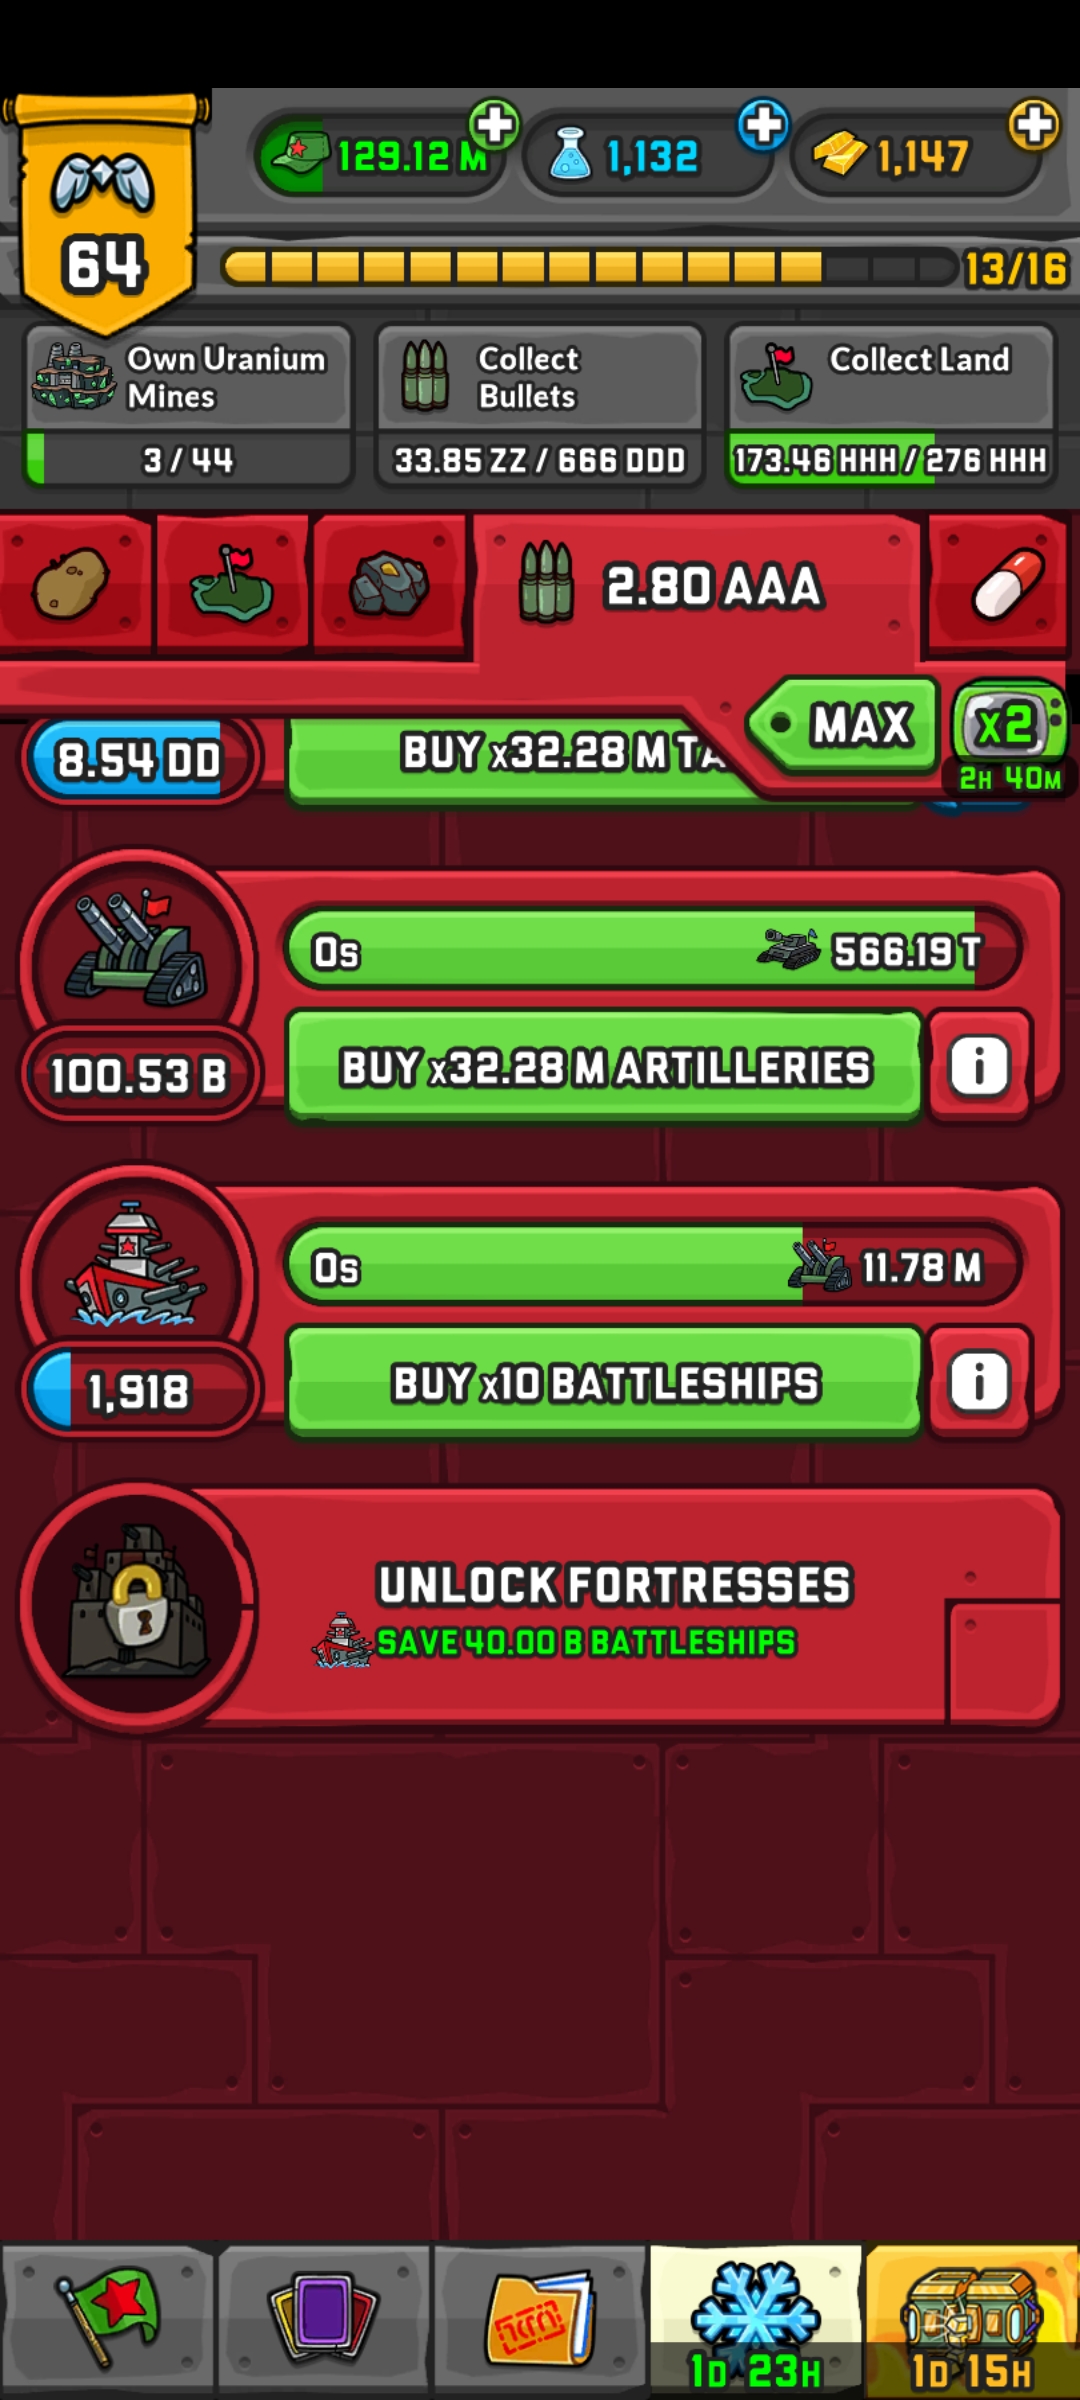 129.12 M
1,132
1,147
64
13/16
Own Uranium
Mines
3 / 44
Collect
Bullets
33.85 ZZ / 666 DDD
Collect Land
173.46 HHH / 276 HHH
2.80 AAA
MAX
x2
2H 40M
8.54 DD
BUY x32.28 M TA
0s
566.19 T
100.53 B
BUY x32.28 M ARTILLERIES
i
0s
11.78 M
1,918
BUY x10 BATTLESHIPS
i
UNLOCK FORTRESSES
SAVE 40.00 B BATTLESHIPS
1D 23H
1D 15H